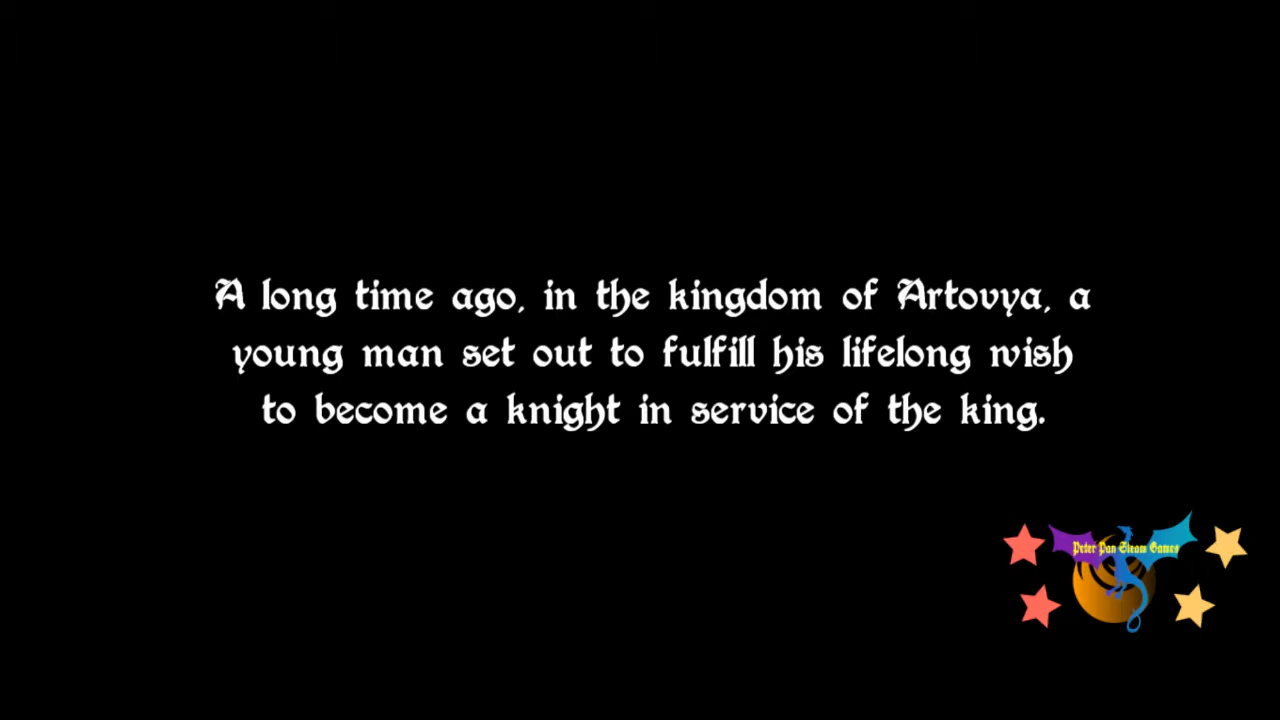 A long time ago, in the kingdom of Artovya, a
young man set out to fulfill his lifelong wish
to become a knight in service of the king.
Peter Pan Steam Games